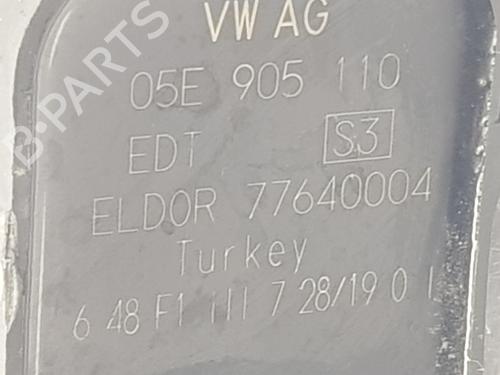 VW AG
05E 905 110
EDT S3
ELDOR 77640004
Turkey
6 48 F1 111 7 28/19 0 1
B-PARTS